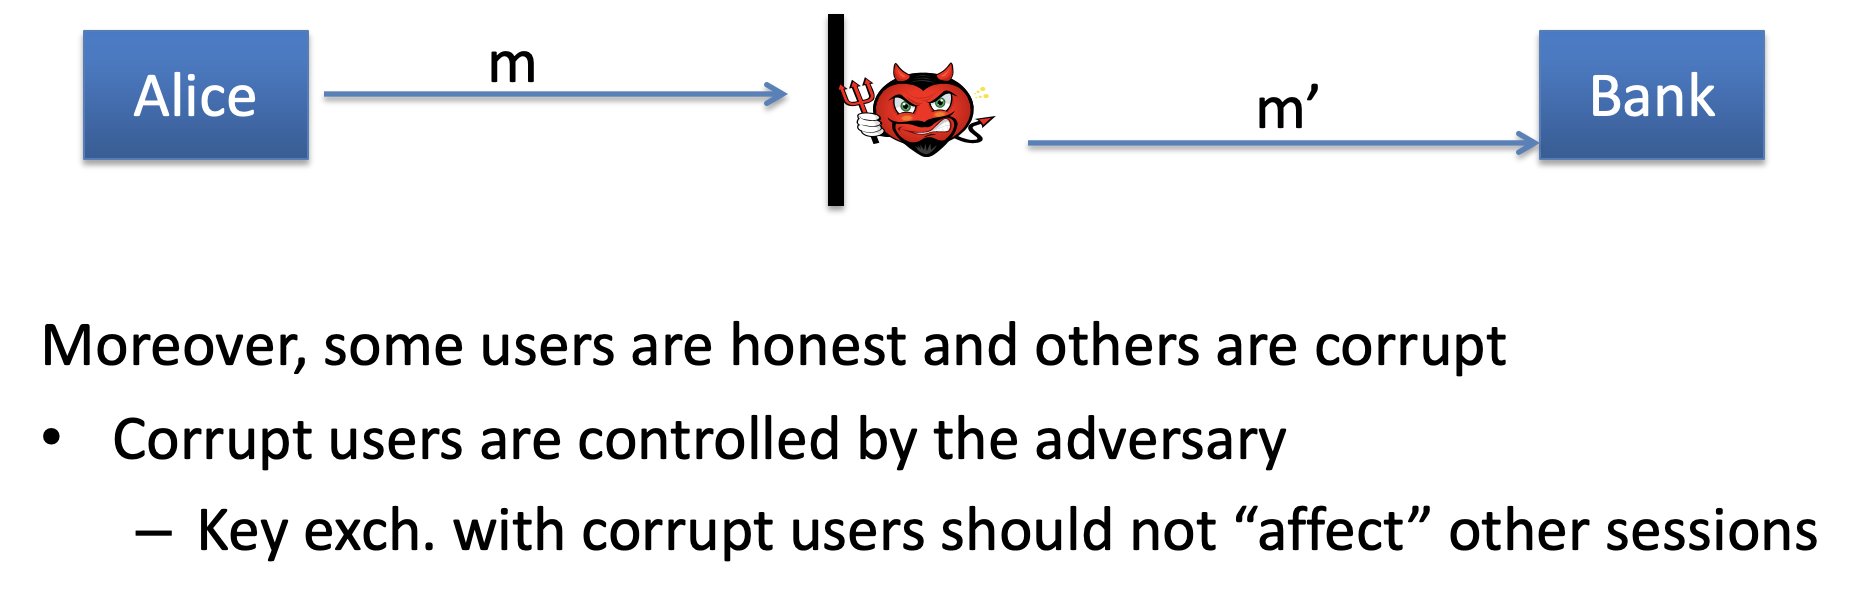 Alice
m
m’
Bank
Moreover, some users are honest and others are corrupt
• Corrupt users are controlled by the adversary
– Key exch. with corrupt users should not “affect” other sessions